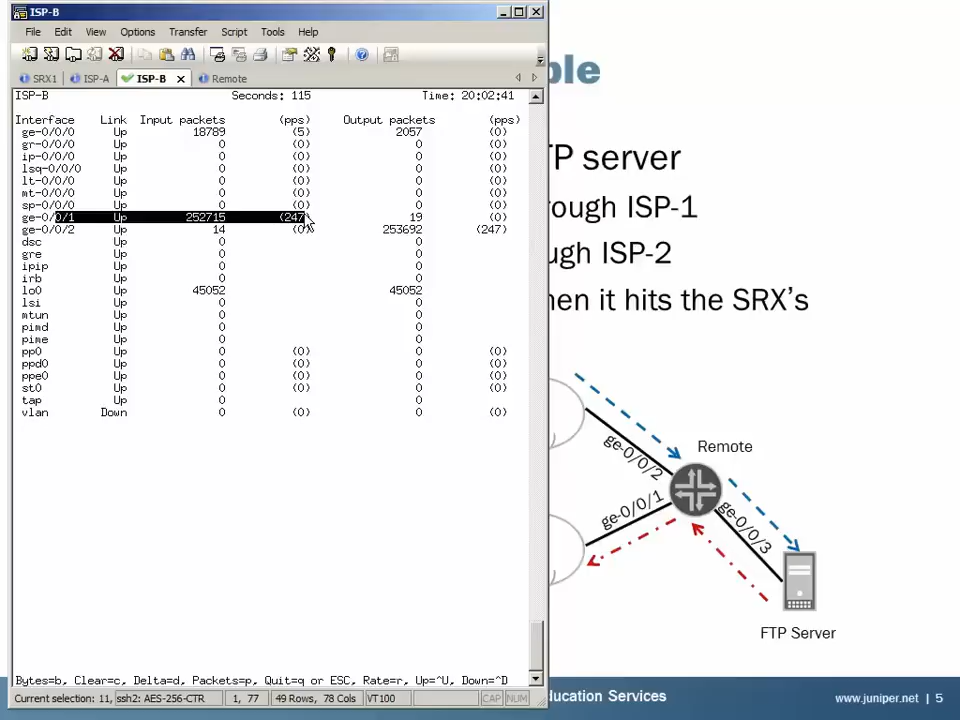 ISP-B
File Edit View Options Transfer Script Tools Help
SRX1 ISP-A ISP-B Remote
ISP-B Seconds: 115 Time: 20:02:41
Interface Link Input packets (pps) Output packets (pps)
ge-0/0/0 Up 18789 (5) 2057 (0)
gr-0/0/0 Up 0 (0) 0 (0)
ip-0/0/0 Up 0 (0) 0 (0)
lsq-0/0/0 Up 0 (0) 0 (0)
lt-0/0/0 Up 0 (0) 0 (0)
mt-0/0/0 Up 0 (0) 0 (0)
sp-0/0/0 Up 0 (0) 0 (0)
ge-0/0/1 Up 252715 (247) 19 (0)
ge-0/0/2 Up 14 (0) 253692 (247)
dsc Up 0 0
gre Up 0 0
ipip Up 0 0
irb Up 0 0
lo0 Up 45052 45052
lsi Up 0 0
mtun Up 0 0
pimd Up 0 0
pime Up 0 0
pp0 Up 0 (0) 0 (0)
ppd0 Up 0 (0) 0 (0)
ppe0 Up 0 (0) 0 (0)
st0 Up 0 (0) 0 (0)
tap Up 0 0
vlan Down 0 (0) 0 (0)
Bytes=b, Clear=c, Delta=d, Packets=p, Quit=q or ESC, Rate=r, Up=^U, Down=^D
Current selection: 11, ssh2: AES-256-CTR 1, 77 49 Rows, 78 Cols VT100 CAP NUM
ble
TP server
rough ISP-1
ugh ISP-2
hen it hits the SRX's
Remote
ge-0/0/2
ge-0/0/1
ge-0/0/3
FTP Server
ducation Services
www.juniper.net | 5